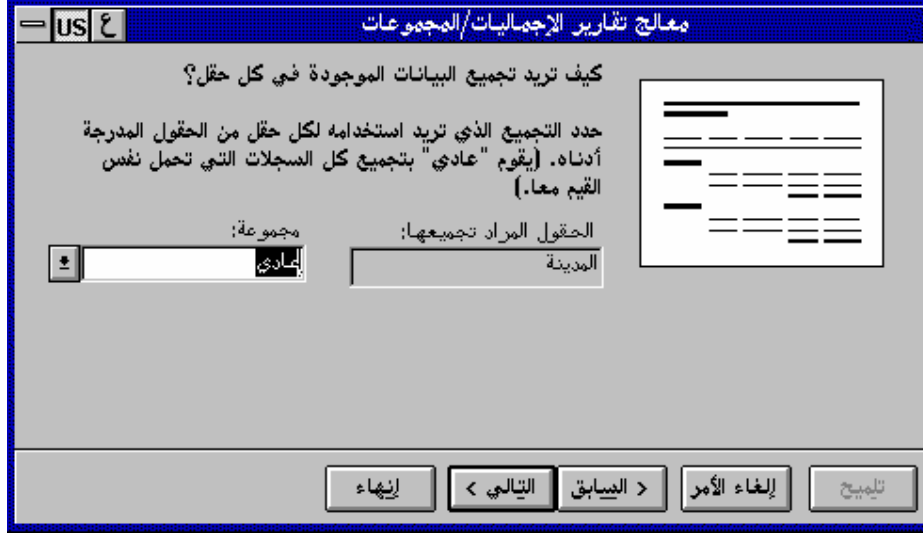 معالج تقارير الإجماليات/المجموعات
ع US
كيف تريد تجميع البيانات الموجودة في كل حقل؟
حدد التجميع الذي تريد استخدامه لكل حقل من الحقول المدرجة
أدناه. (يقوم "عادي" بتجميع كل السجلات التي تحمل نفس
القيم معا.)
الحقول المراد تجميعها: مجموعة:
المدينة عادي
تلميح إلغاء الأمر < السابق التالي > إنهاء